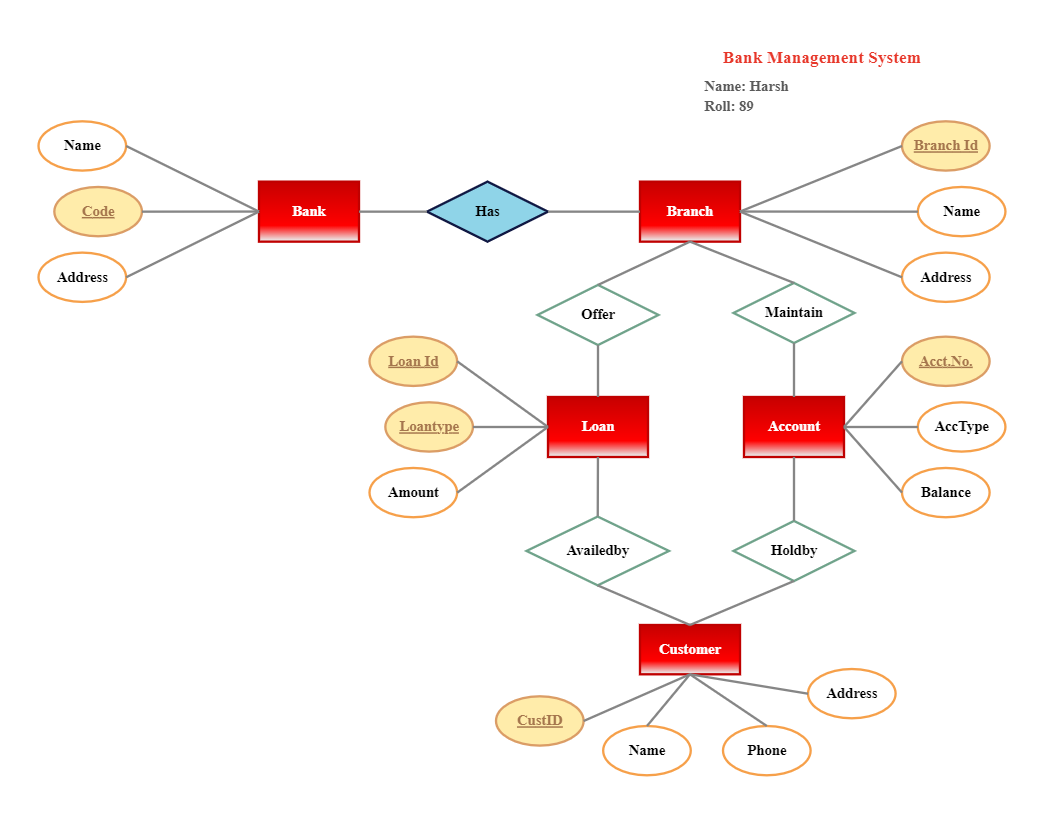 Bank Management System
Name: Harsh
Roll: 89
Name
Code
Address
Bank
Has
Branch
Branch Id
Name
Address
Offer
Maintain
Loan Id
Loantype
Amount
Loan
Account
Acct.No.
AccType
Balance
Availedby
Holdby
Customer
CustID
Name
Phone
Address